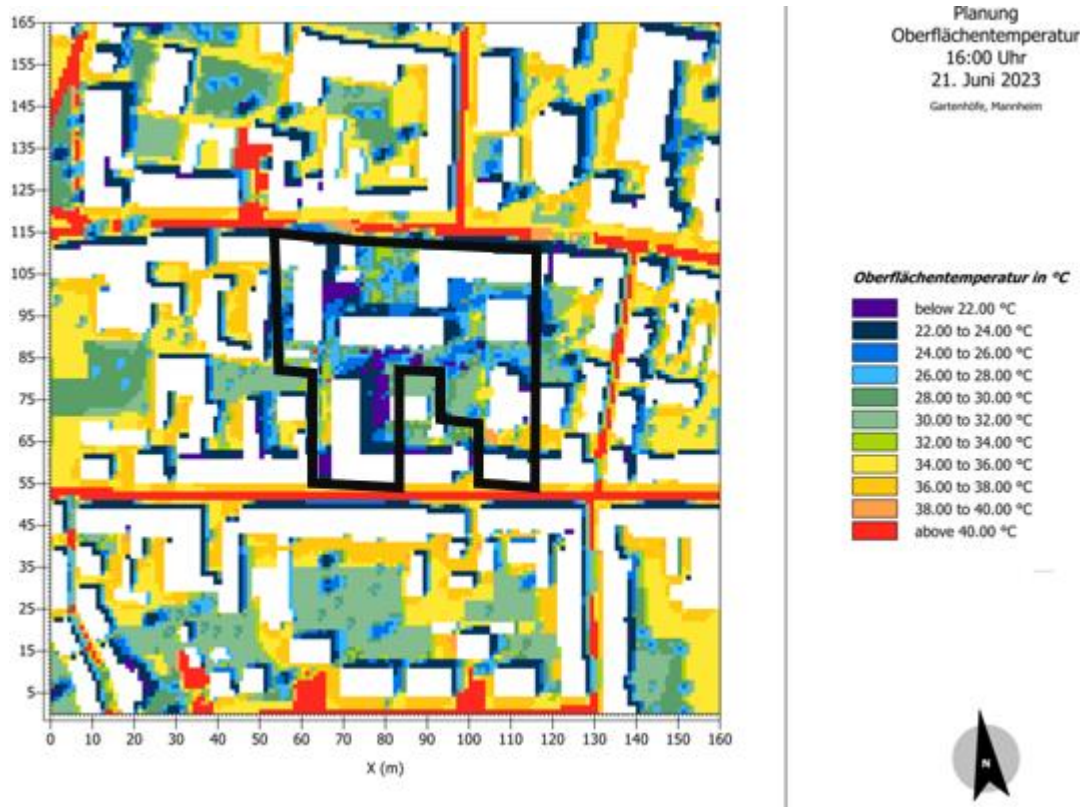 Planung
Oberflächentemperatur
16:00 Uhr
21. Juni 2023
Gartenhöfe, Mannheim
165
155
145
135
125
115
105
95
85
75
65
55
45
35
25
15
5
0 10 20 30 40 50 60 70 80 90 100 110 120 130 140 150 160
X (m)
Oberflächentemperatur in °C
below 22.00 °C
22.00 to 24.00 °C
24.00 to 26.00 °C
26.00 to 28.00 °C
28.00 to 30.00 °C
30.00 to 32.00 °C
32.00 to 34.00 °C
34.00 to 36.00 °C
36.00 to 38.00 °C
38.00 to 40.00 °C
above 40.00 °C
N